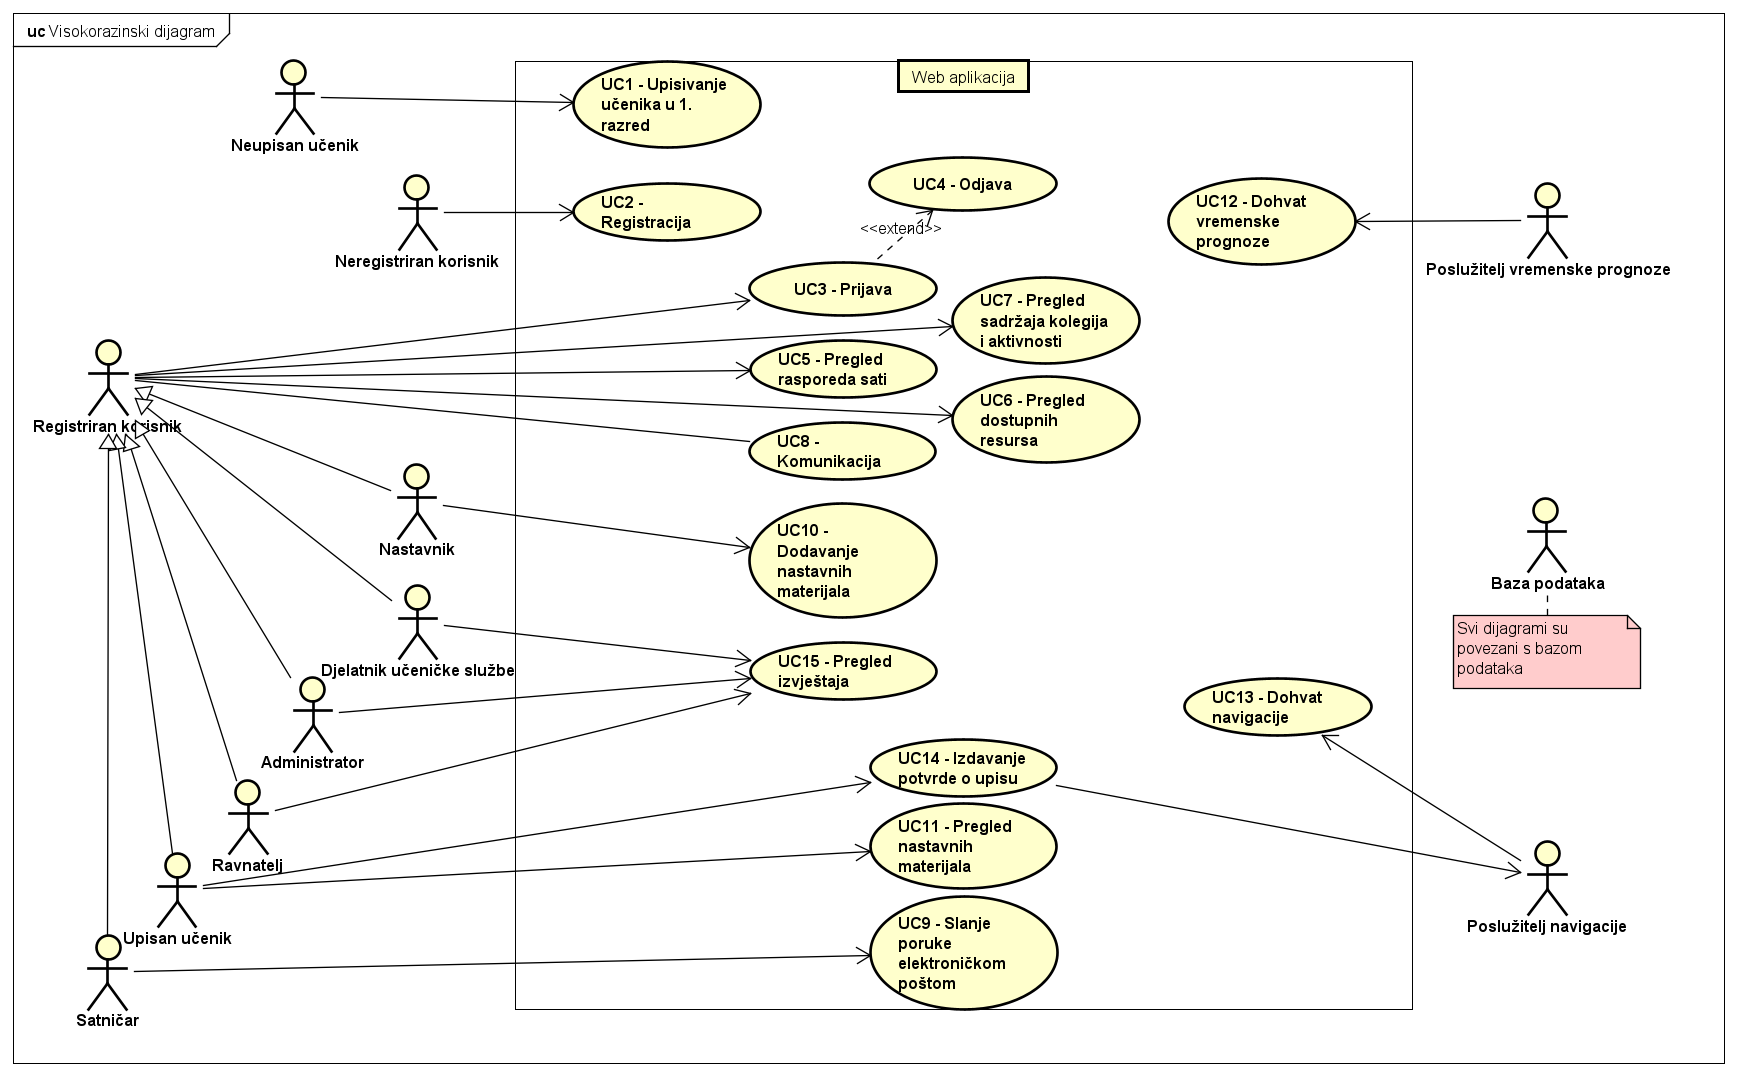 uc Visokorazinski dijagram
Web aplikacija
UC1 - Upisivanje
učenika u 1.
razred
Neupisan učenik
UC4 - Odjava
UC2 -
Registracija
UC12 - Dohvat
vremenske
prognoze
<<extend>>
Neregistriran korisnik
Poslužitelj vremenske prognoze
UC3 - Prijava
UC7 - Pregled
sadržaja kolegija
i aktivnosti
UC5 - Pregled
rasporeda sati
UC6 - Pregled
dostupnih
resursa
Registriran korisnik
UC8 -
Komunikacija
Nastavnik
UC10 -
Dodavanje
nastavnih
materijala
Baza podataka
Svi dijagrami su
povezani s bazom
podataka
Djelatnik učeničke službe
UC15 - Pregled
izvještaja
UC13 - Dohvat
navigacije
Administrator
UC14 - Izdavanje
potvrde o upisu
UC11 - Pregled
nastavnih
materijala
Ravnatelj
Upisan učenik
Poslužitelj navigacije
UC9 - Slanje
poruke
elektroničkom
poštom
Satničar